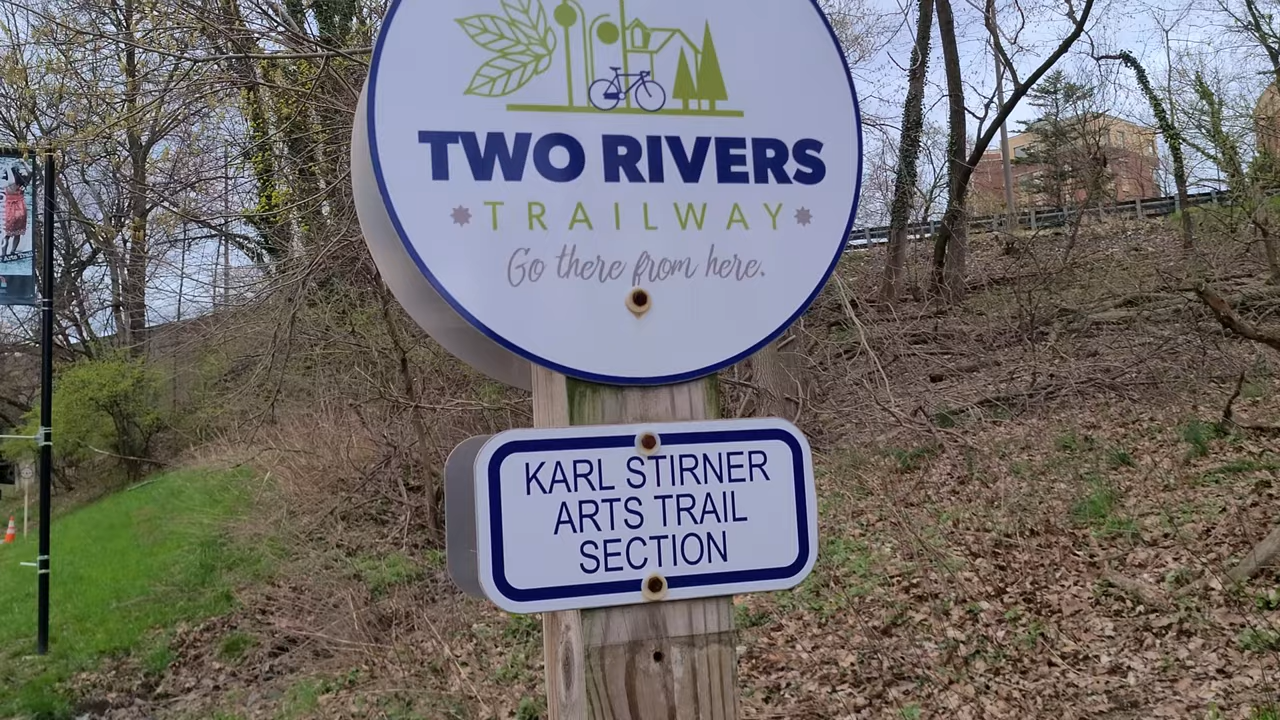 TWO RIVERS
TRAILWAY
Go there from here.
KARL STIRNER
ARTS TRAIL
SECTION